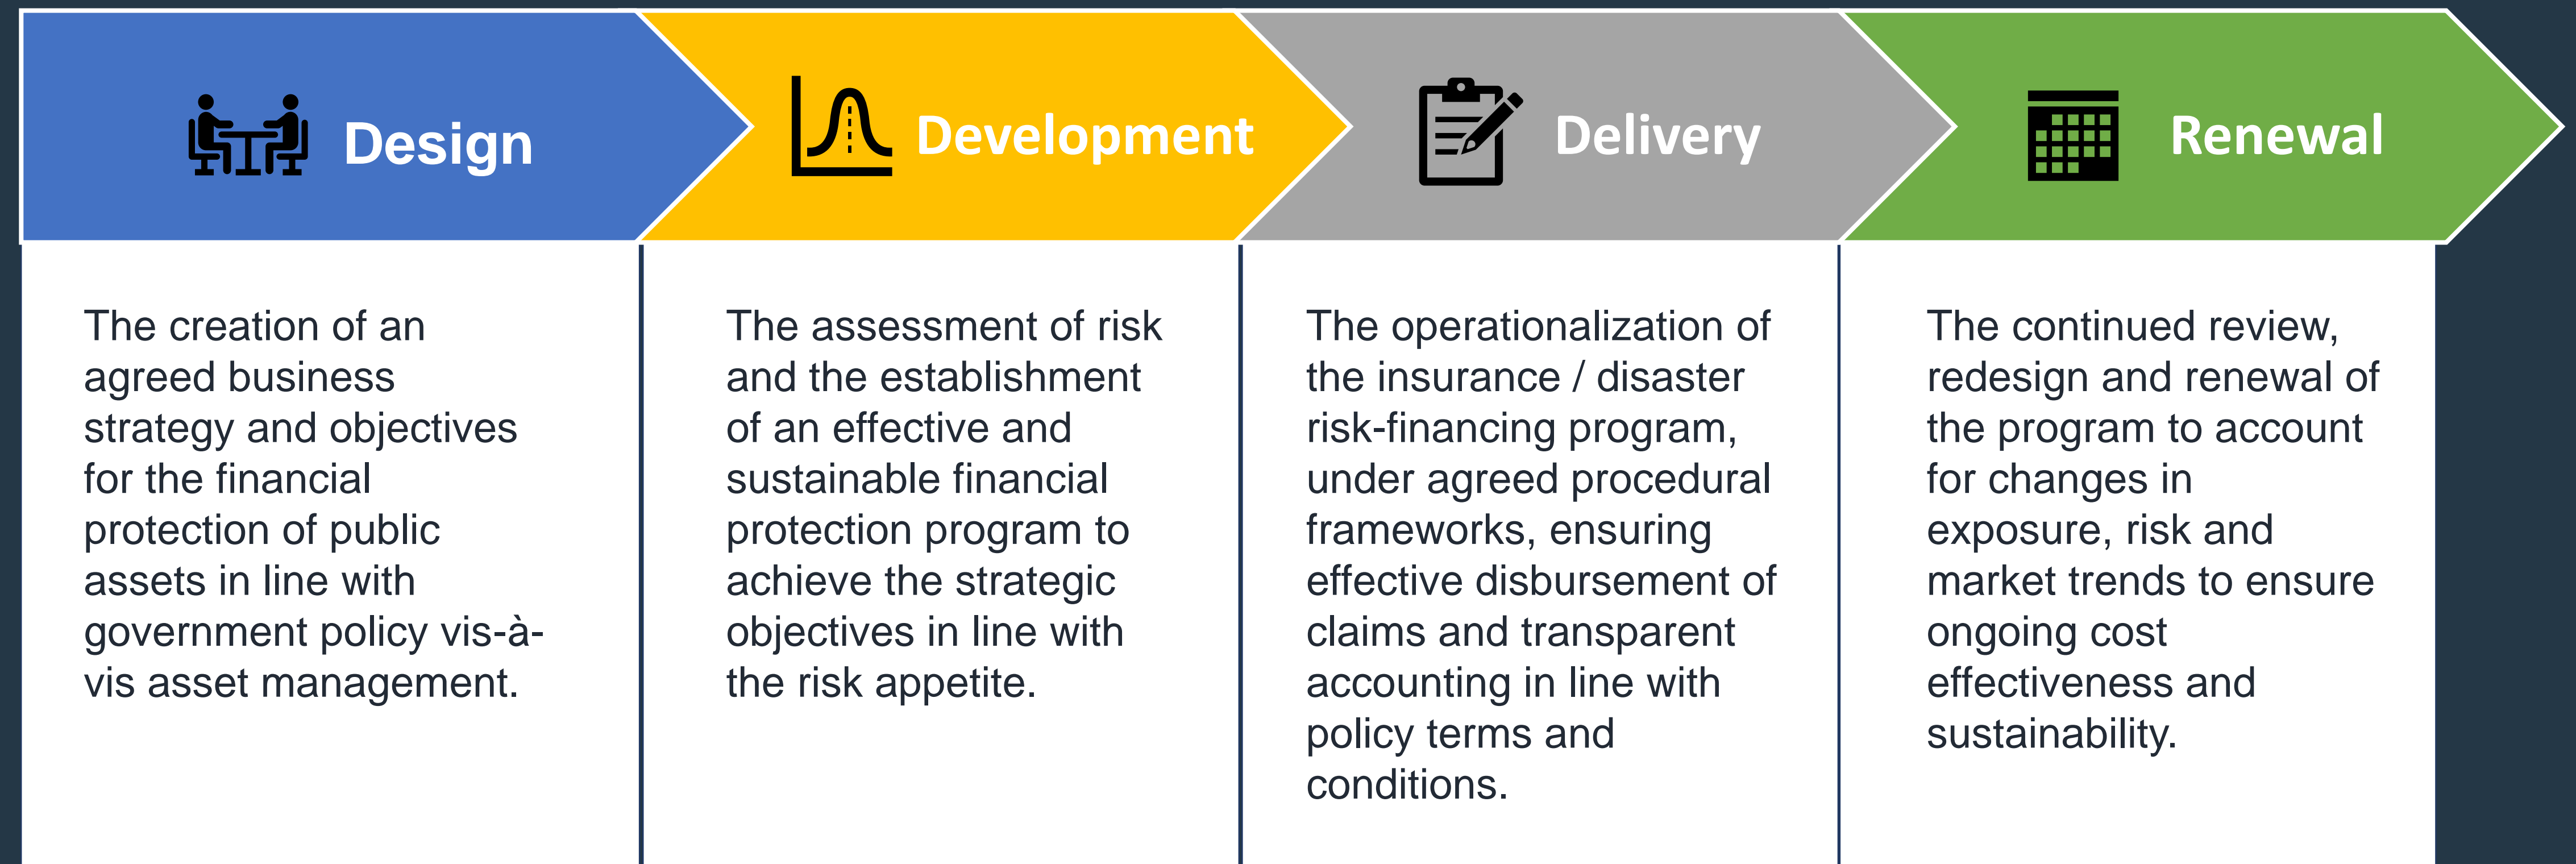 Design
Development
Delivery
Renewal
The creation of an
agreed business
strategy and objectives
for the financial
protection of public
assets in line with
government policy vis-à-
vis asset management.
The assessment of risk
and the establishment
of an effective and
sustainable financial
protection program to
achieve the strategic
objectives in line with
the risk appetite.
The operationalization of
the insurance / disaster
risk-financing program,
under agreed procedural
frameworks, ensuring
effective disbursement of
claims and transparent
accounting in line with
policy terms and
conditions.
The continued review,
redesign and renewal of
the program to account
for changes in
exposure, risk and
market trends to ensure
ongoing cost
effectiveness and
sustainability.